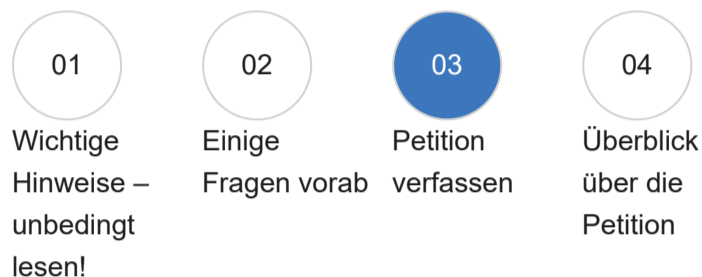 01
Wichtige
Hinweise –
unbedingt
lesen!
02
Einige
Fragen vorab
03
Petition
verfassen
04
Überblick
über die
Petition